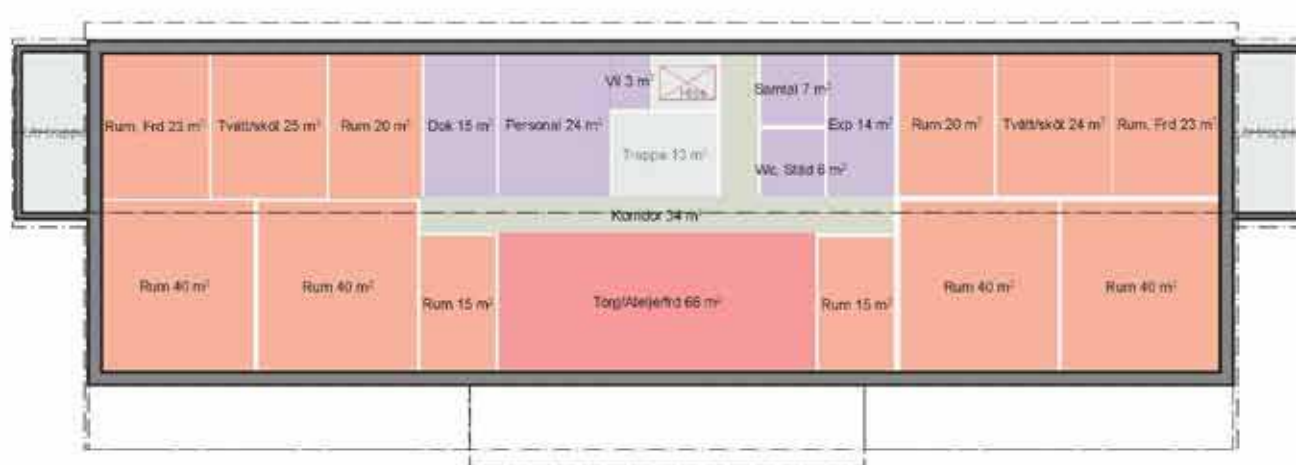 Vil 3 m²
Hiss
Samtal 7 m²
Rum. Frd 23 m²
Tvätt/sköt 25 m²
Rum 20 m²
Dok 15 m²
Personal 24 m²
Exp 14 m²
Rum 20 m²
Tvätt/sköt 24 m²
Rum. Frd 23 m²
Trappa 13 m²
Wc, Städ 6 m²
Korridor 34 m²
Rum 40 m²
Rum 40 m²
Rum 15 m²
Torg/Atelje/frd 66 m²
Rum 15 m²
Rum 40 m²
Rum 40 m²